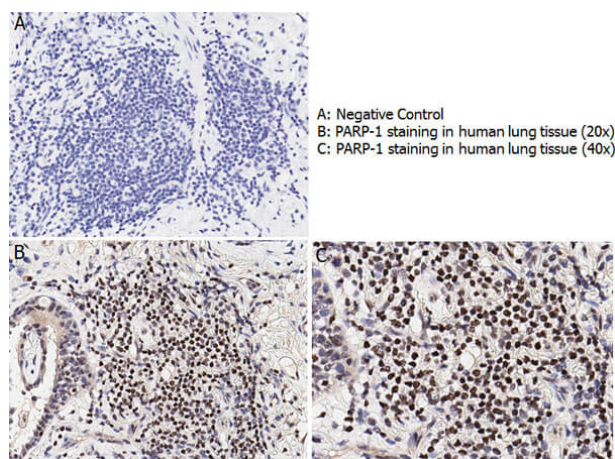 A
A: Negative Control
B: PARP-1 staining in human lung tissue (20x)
C: PARP-1 staining in human lung tissue (40x)
B
C